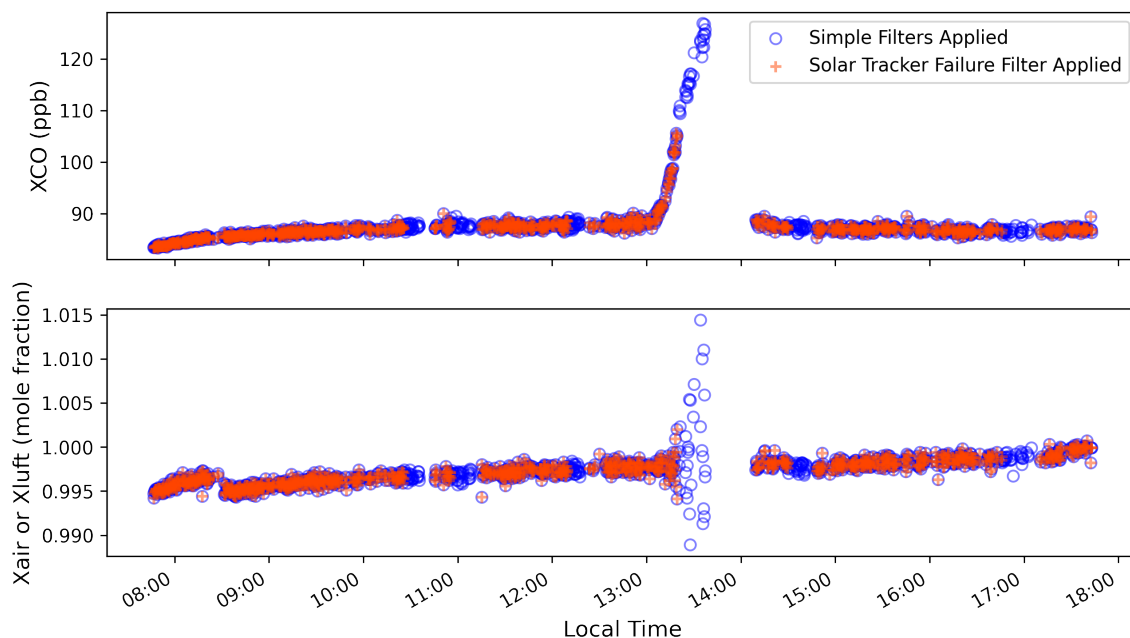 XCO (ppb)
120
110
100
90
Simple Filters Applied
Solar Tracker Failure Filter Applied
Xair or Xluft (mole fraction)
1.015
1.010
1.005
1.000
0.995
0.990
08:00 09:00 10:00 11:00 12:00 13:00 14:00 15:00 16:00 17:00 18:00
Local Time